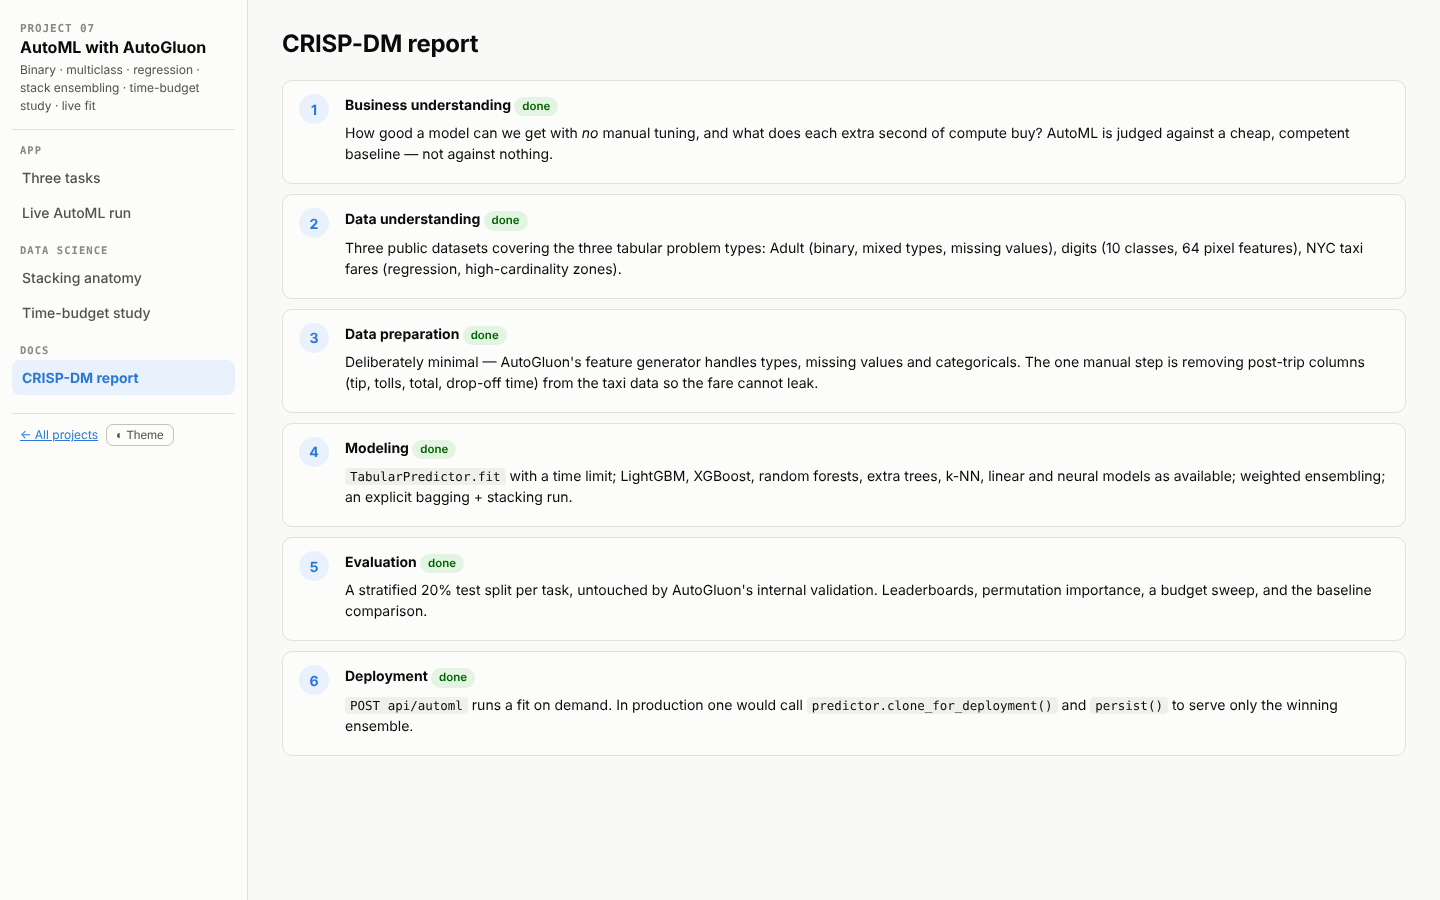 PROJECT 07
AutoML with AutoGluon
Binary · multiclass · regression ·
stack ensembling · time-budget
study · live fit
APP
Three tasks
Live AutoML run
DATA SCIENCE
Stacking anatomy
Time-budget study
DOCS
CRISP-DM report
← All projects
Theme
CRISP-DM report
1
Business understanding done
How good a model can we get with no manual tuning, and what does each extra second of compute buy? AutoML is judged against a cheap, competent
baseline — not against nothing.
2
Data understanding done
Three public datasets covering the three tabular problem types: Adult (binary, mixed types, missing values), digits (10 classes, 64 pixel features), NYC taxi
fares (regression, high-cardinality zones).
3
Data preparation done
Deliberately minimal — AutoGluon's feature generator handles types, missing values and categoricals. The one manual step is removing post-trip columns
(tip, tolls, total, drop-off time) from the taxi data so the fare cannot leak.
4
Modeling done
TabularPredictor.fit with a time limit; LightGBM, XGBoost, random forests, extra trees, k-NN, linear and neural models as available; weighted ensembling;
an explicit bagging + stacking run.
5
Evaluation done
A stratified 20% test split per task, untouched by AutoGluon's internal validation. Leaderboards, permutation importance, a budget sweep, and the baseline
comparison.
6
Deployment done
POST api/automl runs a fit on demand. In production one would call predictor.clone_for_deployment() and persist() to serve only the winning
ensemble.